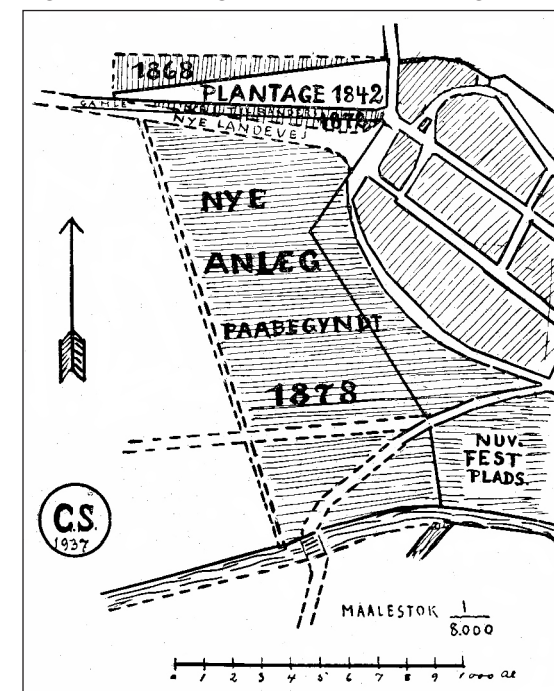 1868
PLANTAGE 1842
GAMLE
NYE LANDEVEJ
NYE
ANLÆG
PAABEGYNDT
1878
NUV.
FEST
PLADS.
C.S.
1937
MAALESTOK 1
8.000
0 1 2 3 4 5 6 7 8 9 1000 al